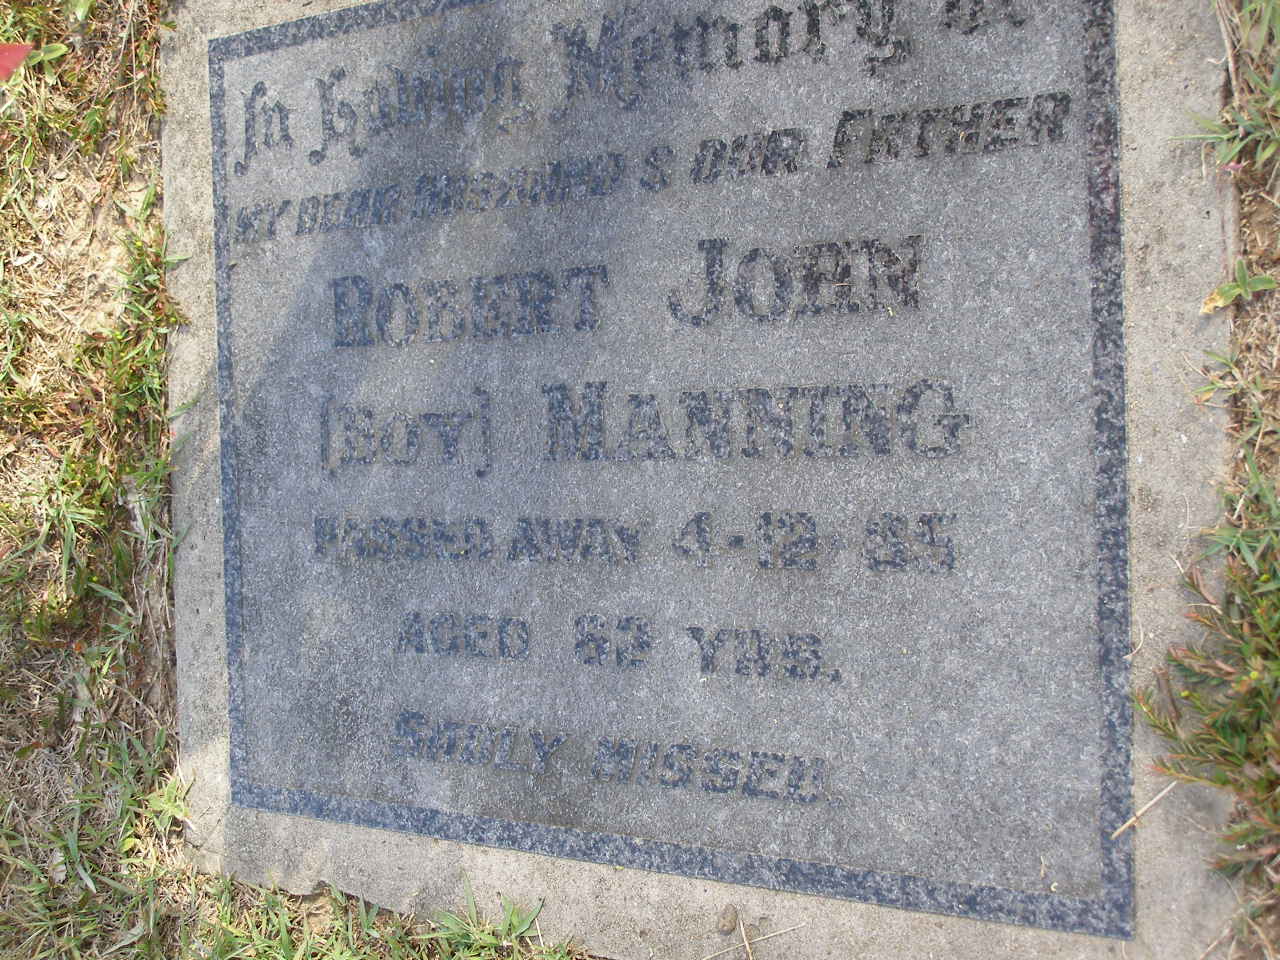 In Loving Memory of
MY DEAR HUSBAND & OUR FATHER
ROBERT JOHN
[BOY] MANNING
PASSED AWAY 4-12-85
AGED 62 YRS.
SADLY MISSED